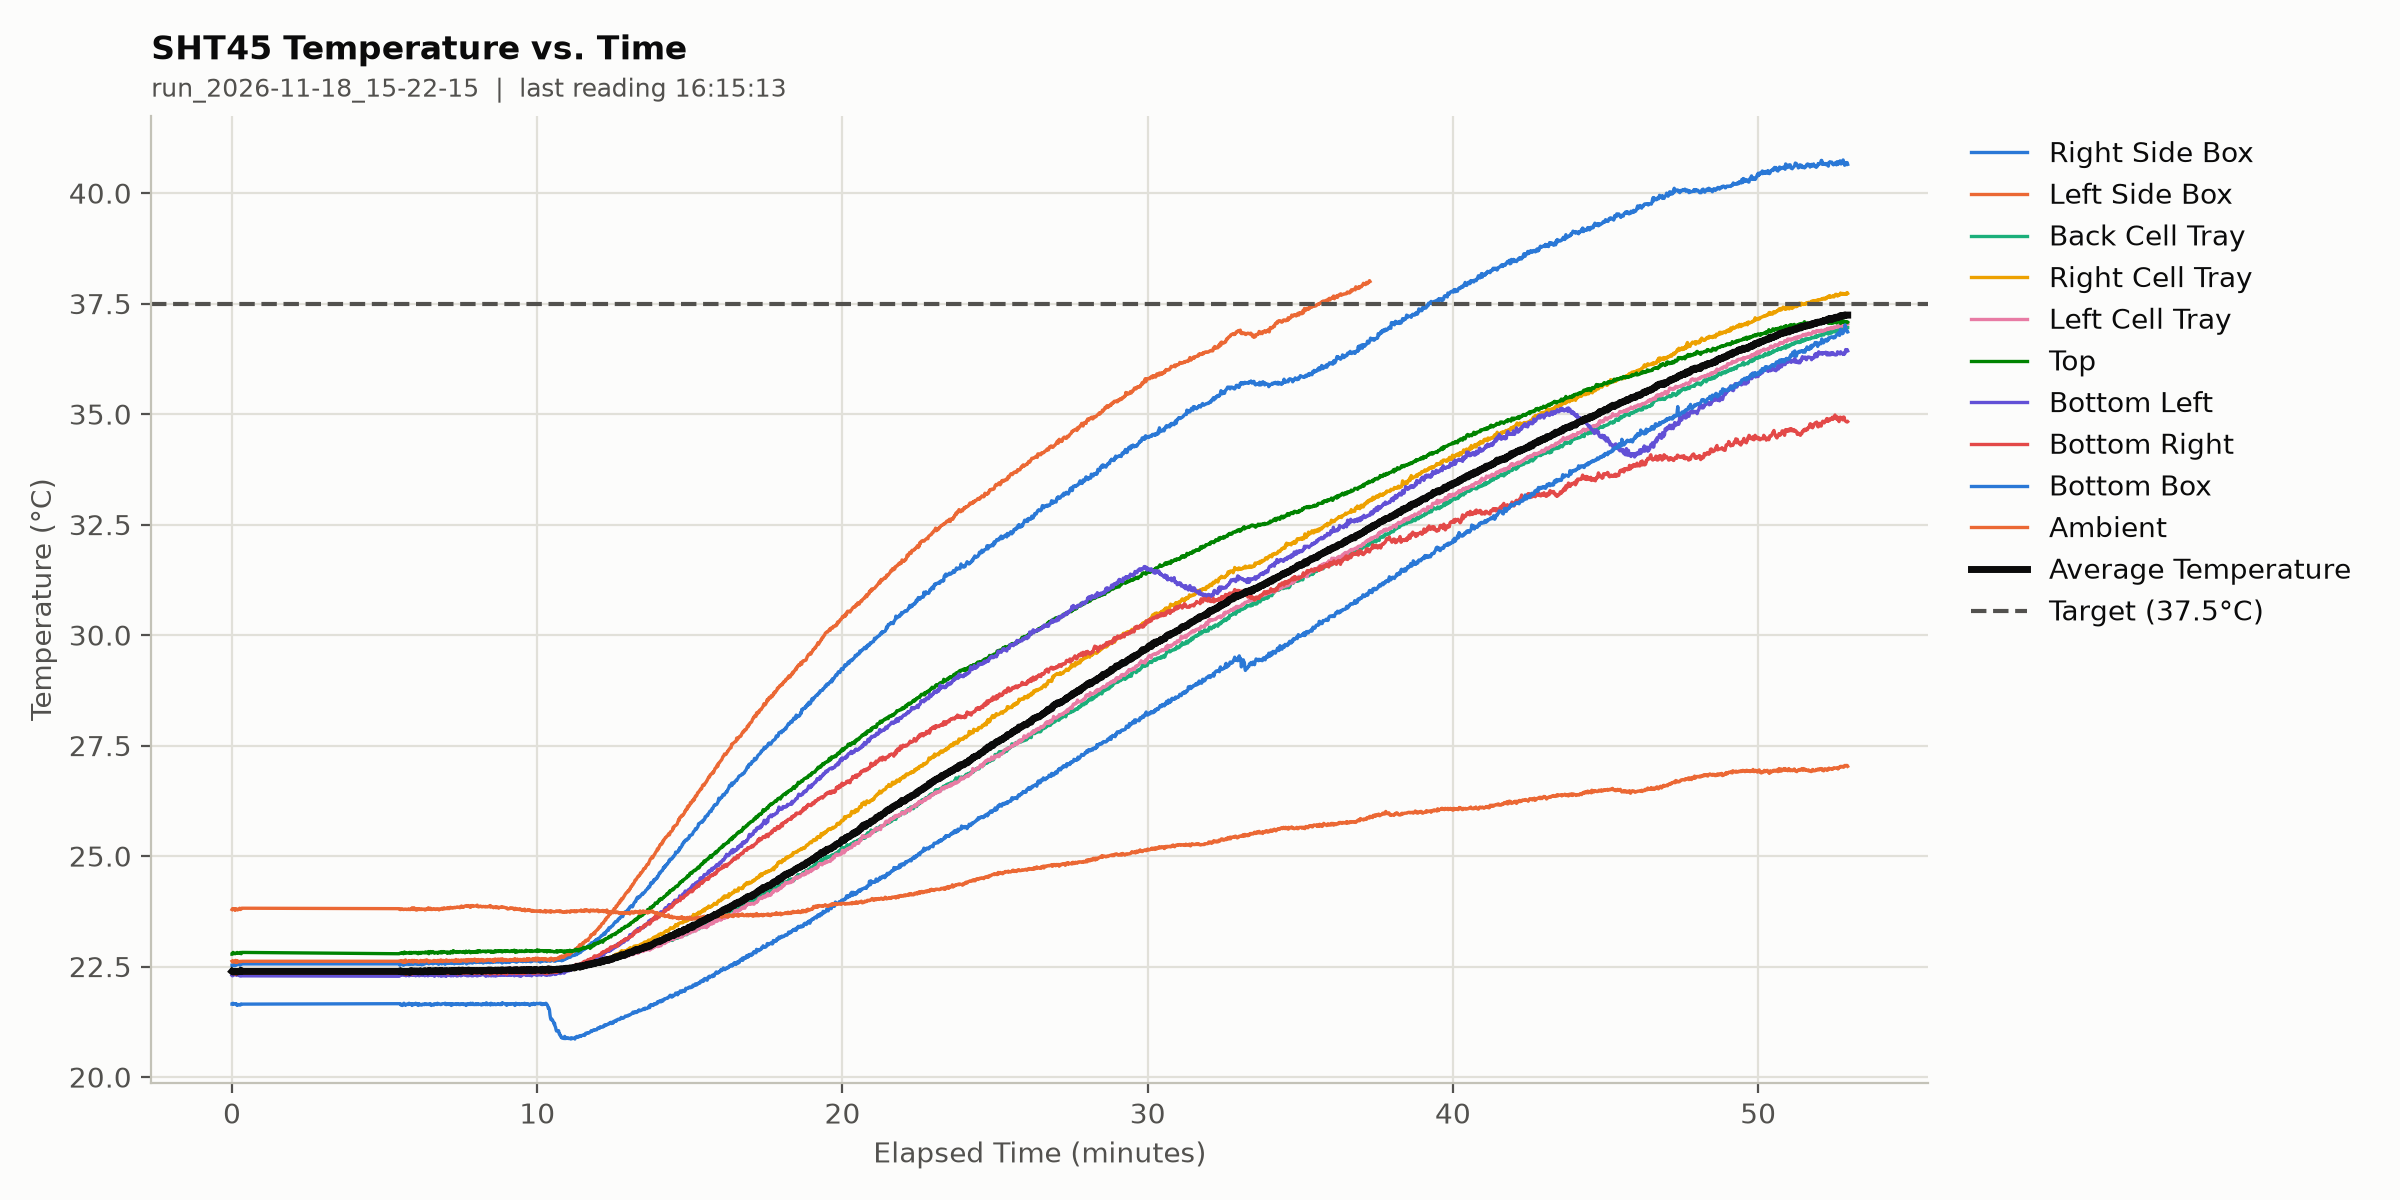 SHT45 Temperature vs. Time
run_2026-11-18_15-22-15 | last reading 16:15:13
Temperature (°C)
40.0
37.5
35.0
32.5
30.0
27.5
25.0
22.5
20.0
0 10 20 30 40 50
Elapsed Time (minutes)
Right Side Box
Left Side Box
Back Cell Tray
Right Cell Tray
Left Cell Tray
Top
Bottom Left
Bottom Right
Bottom Box
Ambient
Average Temperature
Target (37.5°C)